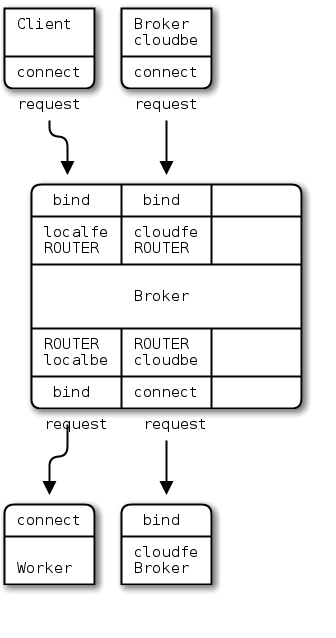 Client
connect
request
Broker
cloudbe
connect
request
bind
bind
localfe
ROUTER
cloudfe
ROUTER
Broker
ROUTER
localbe
ROUTER
cloudbe
bind
connect
request
request
connect
Worker
bind
cloudfe
Broker